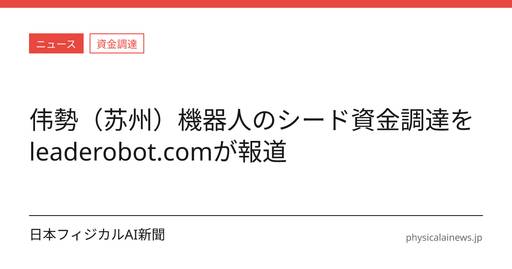 ニュース 資金調達
伟勢（苏州）機器人のシード資金調達を
leaderobot.comが報道
日本フィジカルAI新聞
physicalainews.jp